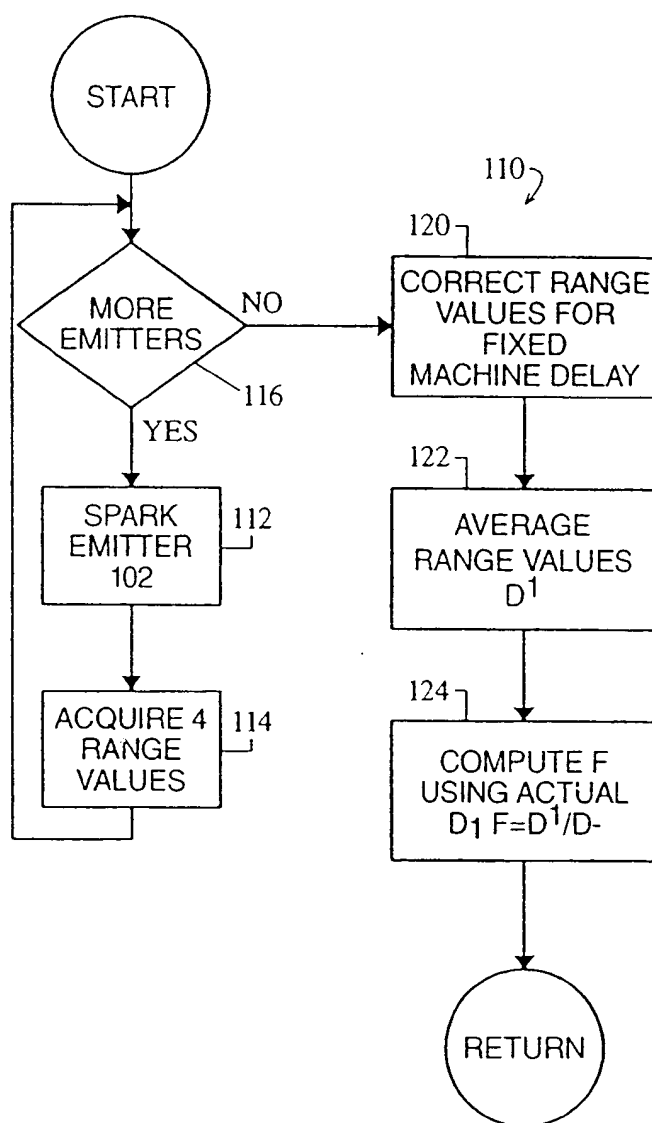 START
MORE
EMITTERS
NO
116
YES
SPARK
EMITTER
102
112
ACQUIRE 4
RANGE
VALUES
114
110
120
CORRECT RANGE
VALUES FOR
FIXED
MACHINE DELAY
122
AVERAGE
RANGE VALUES
D¹
124
COMPUTE F
USING ACTUAL
D₁ F=D¹/D-
RETURN